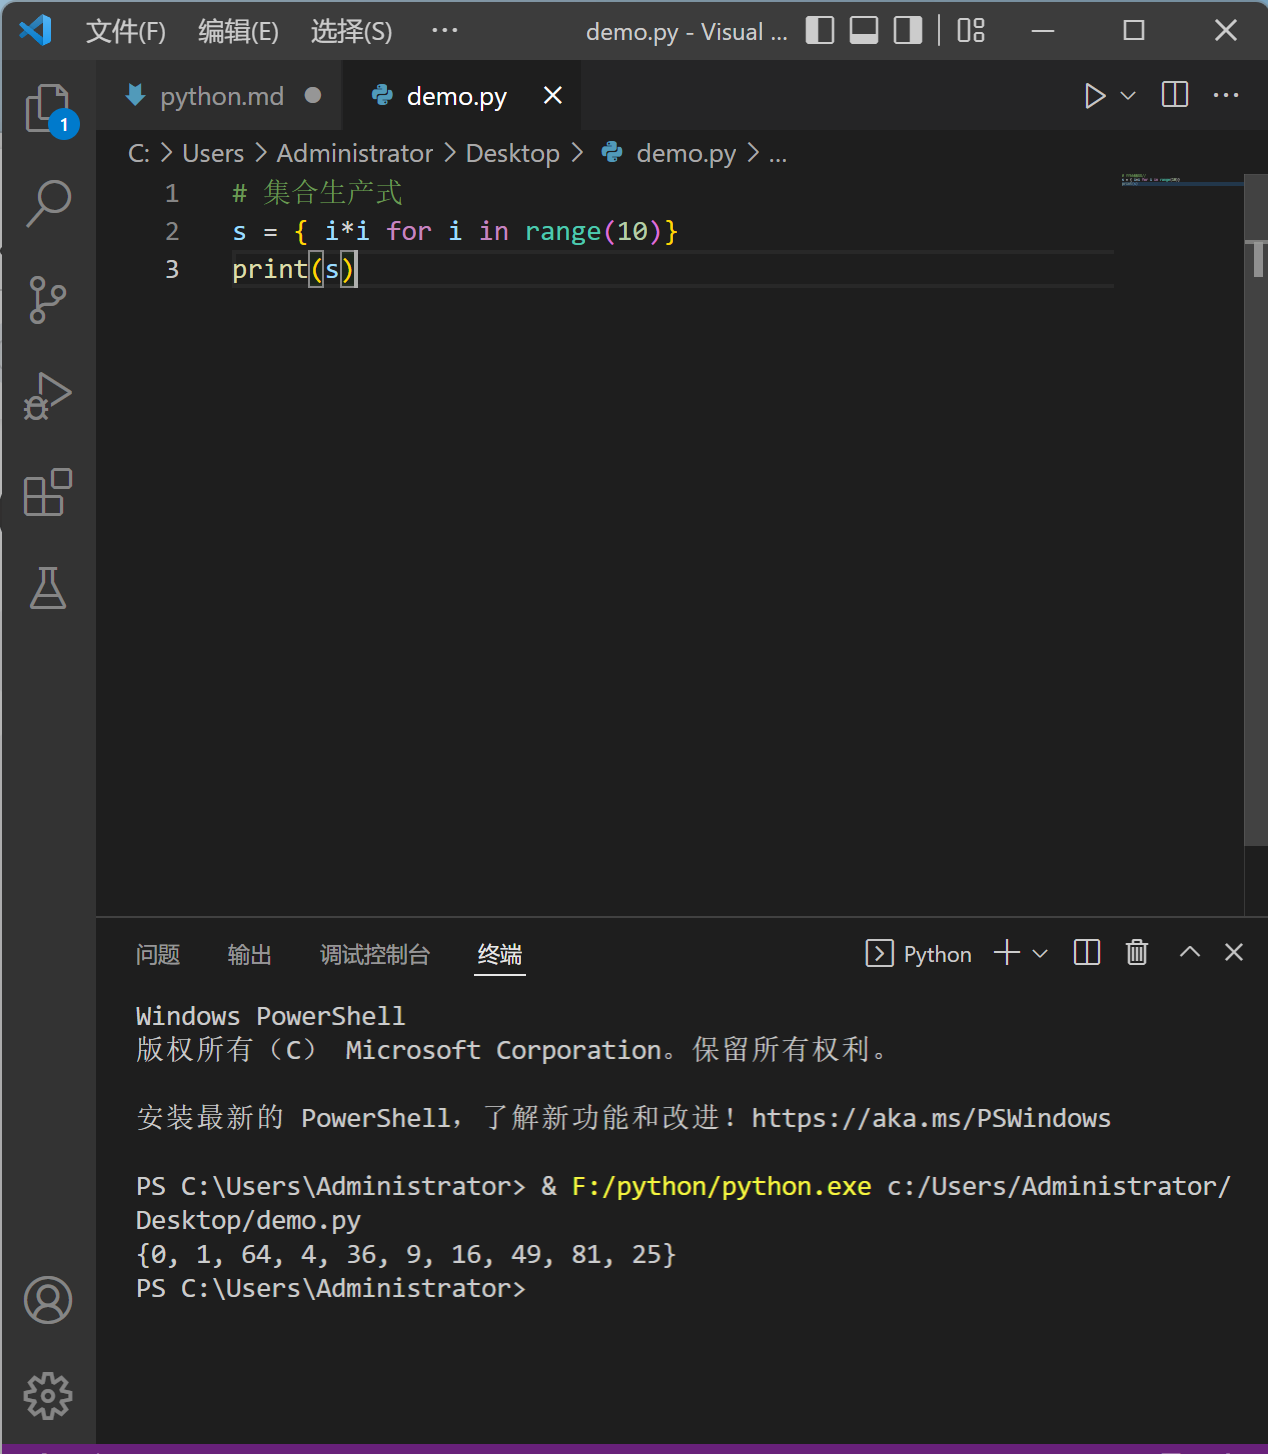 文件(F) 编辑(E) 选择(S) ··· demo.py - Visual ...
1
python.md demo.py
C: > Users > Administrator > Desktop > demo.py > ...
1 # 集合生产式
2 s = { i*i for i in range(10)}
3 print(s)
问题 输出 调试控制台 终端 Python
Windows PowerShell
版权所有（C） Microsoft Corporation。保留所有权利。
安装最新的 PowerShell，了解新功能和改进！https://aka.ms/PSWindows
PS C:\Users\Administrator> & F:/python/python.exe c:/Users/Administrator/
Desktop/demo.py
{0, 1, 64, 4, 36, 9, 16, 49, 81, 25}
PS C:\Users\Administrator>